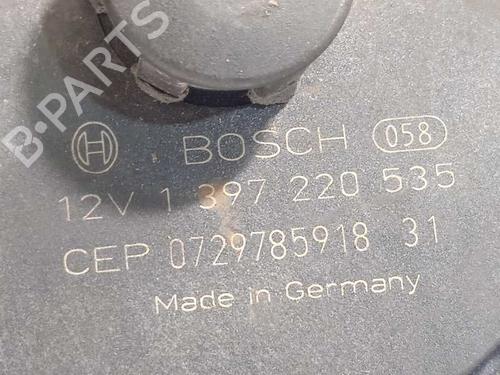 B-PARTS
BOSCH 058
12V 1 397 220 535
CEP 0729785918 31
Made in Germany